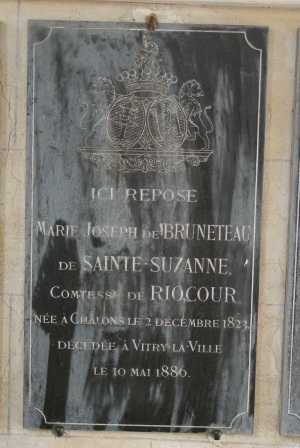 ICI REPOSE
MARIE-JOSEPH DE BRUNETEAU
DE SAINTE-SUZANNE,
COMTESSE DE RIOCOUR
NÉE À CHÂLONS LE 2 DÉCEMBRE 1823,
DÉCÉDÉE À VITRY-LA-VILLE
LE 10 MAI 1886.